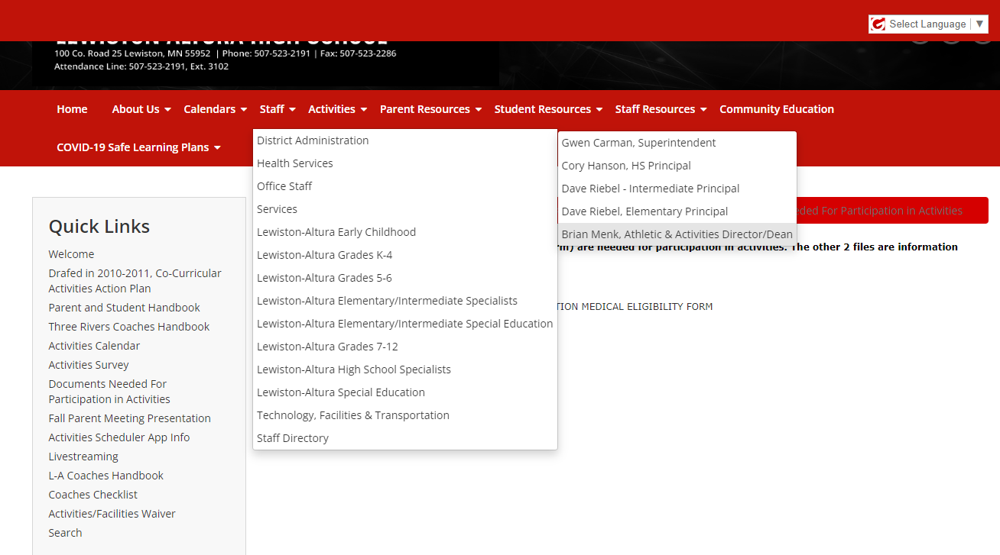 Select Language ▼
LEWISTON-ALTURA HIGH SCHOOL
100 Co. Road 25 Lewiston, MN 55952 | Phone: 507-523-2191 | Fax: 507-523-2286
Attendance Line: 507-523-2191, Ext. 3102
Home About Us Calendars Staff Activities Parent Resources Student Resources Staff Resources Community Education
COVID-19 Safe Learning Plans
District Administration
Health Services
Office Staff
Services
Lewiston-Altura Early Childhood
Lewiston-Altura Grades K-4
Lewiston-Altura Grades 5-6
Lewiston-Altura Elementary/Intermediate Specialists
Lewiston-Altura Elementary/Intermediate Special Education
Lewiston-Altura Grades 7-12
Lewiston-Altura High School Specialists
Lewiston-Altura Special Education
Technology, Facilities & Transportation
Staff Directory
Gwen Carman, Superintendent
Cory Hanson, HS Principal
Dave Riebel - Intermediate Principal
Dave Riebel, Elementary Principal
Brian Menk, Athletic & Activities Director/Dean
Quick Links
Welcome
Drafed in 2010-2011, Co-Curricular
Activities Action Plan
Parent and Student Handbook
Three Rivers Coaches Handbook
Activities Calendar
Activities Survey
Documents Needed For
Participation in Activities
Fall Parent Meeting Presentation
Activities Scheduler App Info
Livestreaming
L-A Coaches Handbook
Coaches Checklist
Activities/Facilities Waiver
Search
For Participation in Activities
are needed for participation in activities. The other 2 files are information
MEDICAL ELIGIBILITY FORM